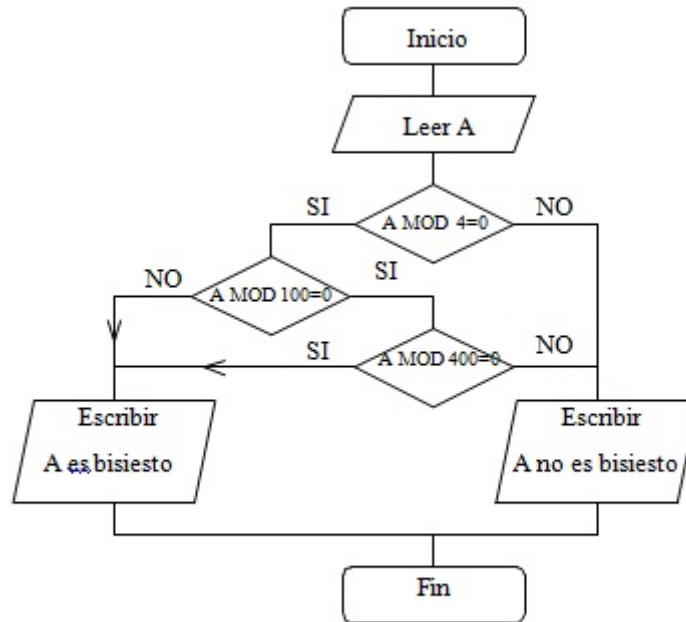 Inicio
Leer A
SI
A MOD 4=0
NO
NO
A MOD 100=0
SI
SI
A MOD 400=0
NO
Escribir
A es bisiesto
Escribir
A no es bisiesto
Fin